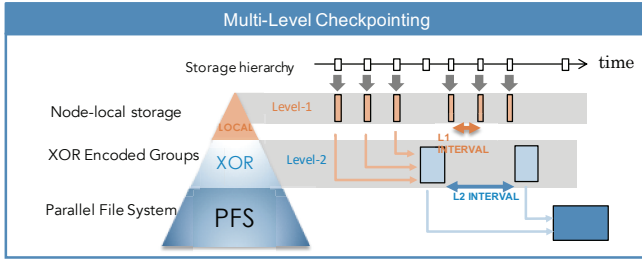 Multi-Level Checkpointing
Storage hierarchy
time
Node-local storage
LOCAL
Level-1
L1
INTERVAL
XOR Encoded Groups
XOR
Level-2
L2 INTERVAL
Parallel File System
PFS